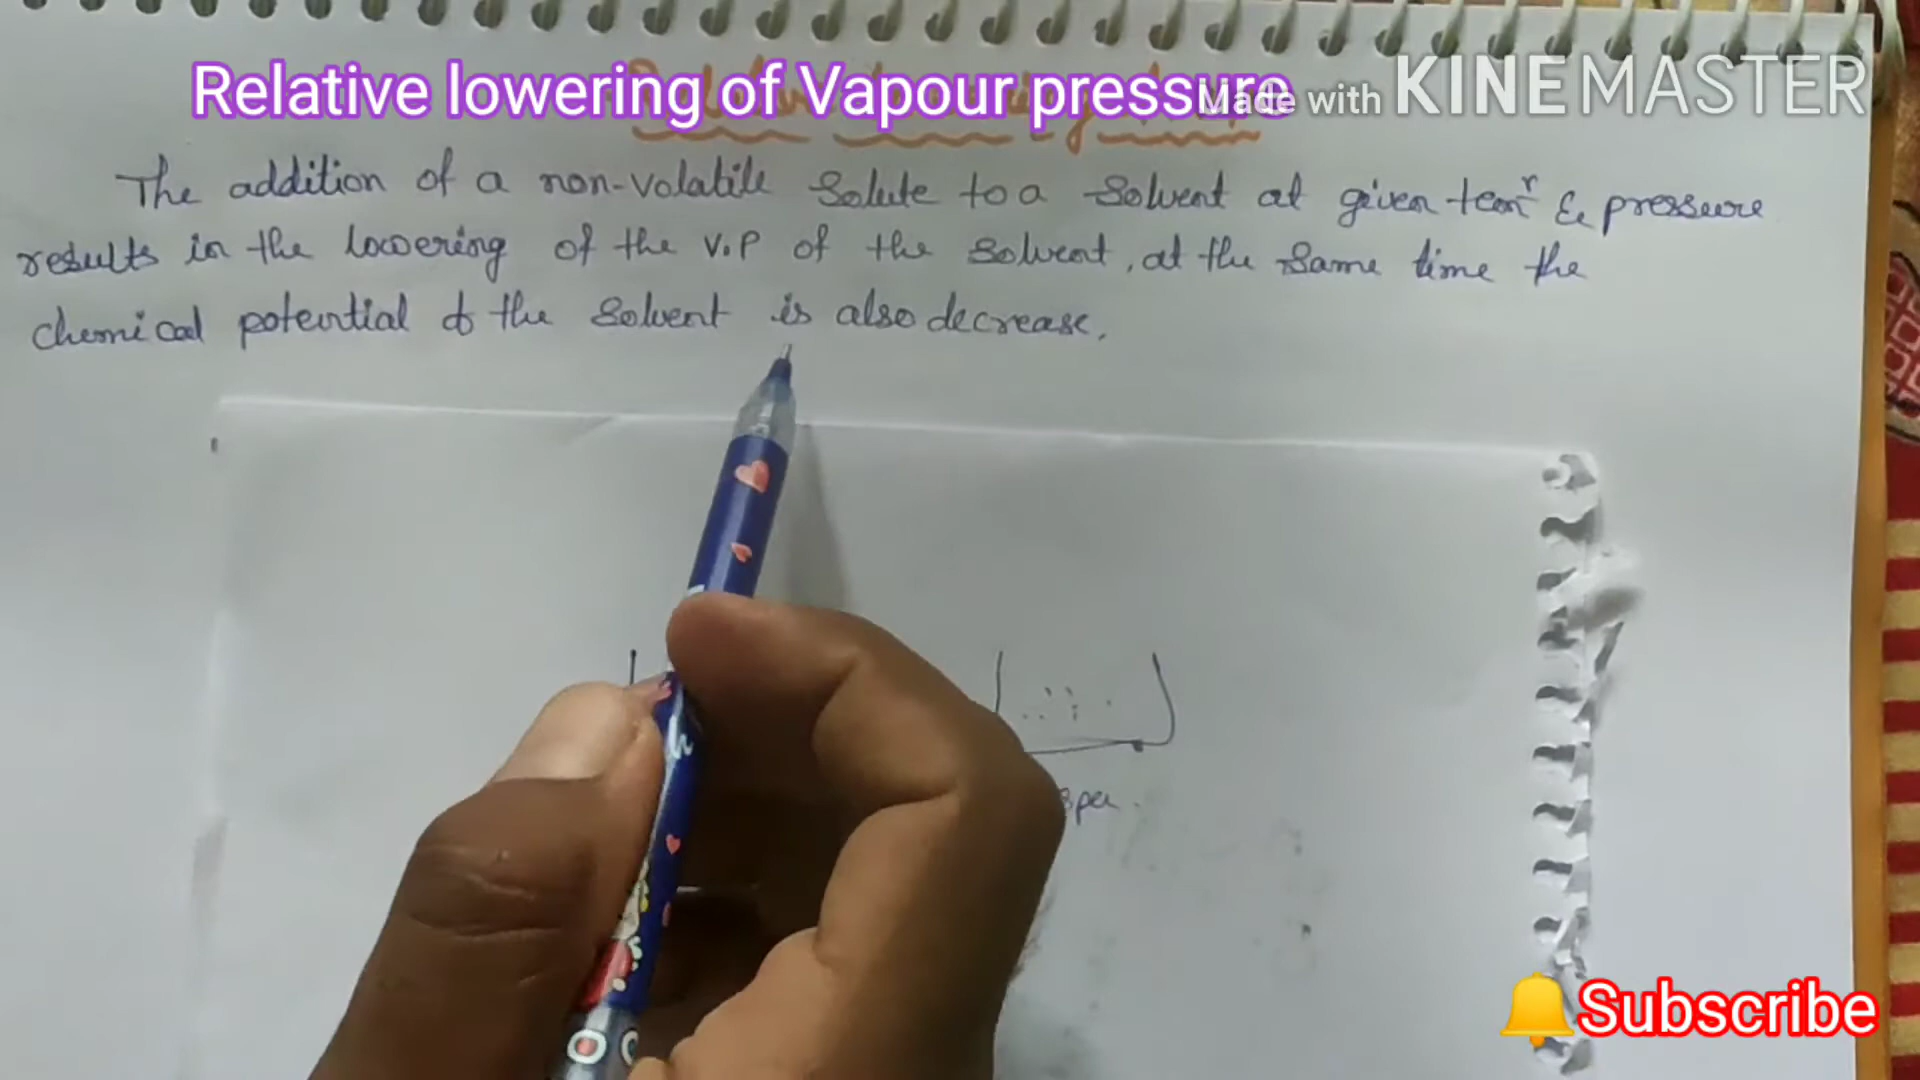 Relative lowering of Vapour pressure
Made with KINEMASTER
The addition of a non-volatile solute to a solvent at given temr & pressure
results in the lowering of the V.P of the solvent, at the same time the
chemical potential of the solvent is also decrease.
🔔Subscribe